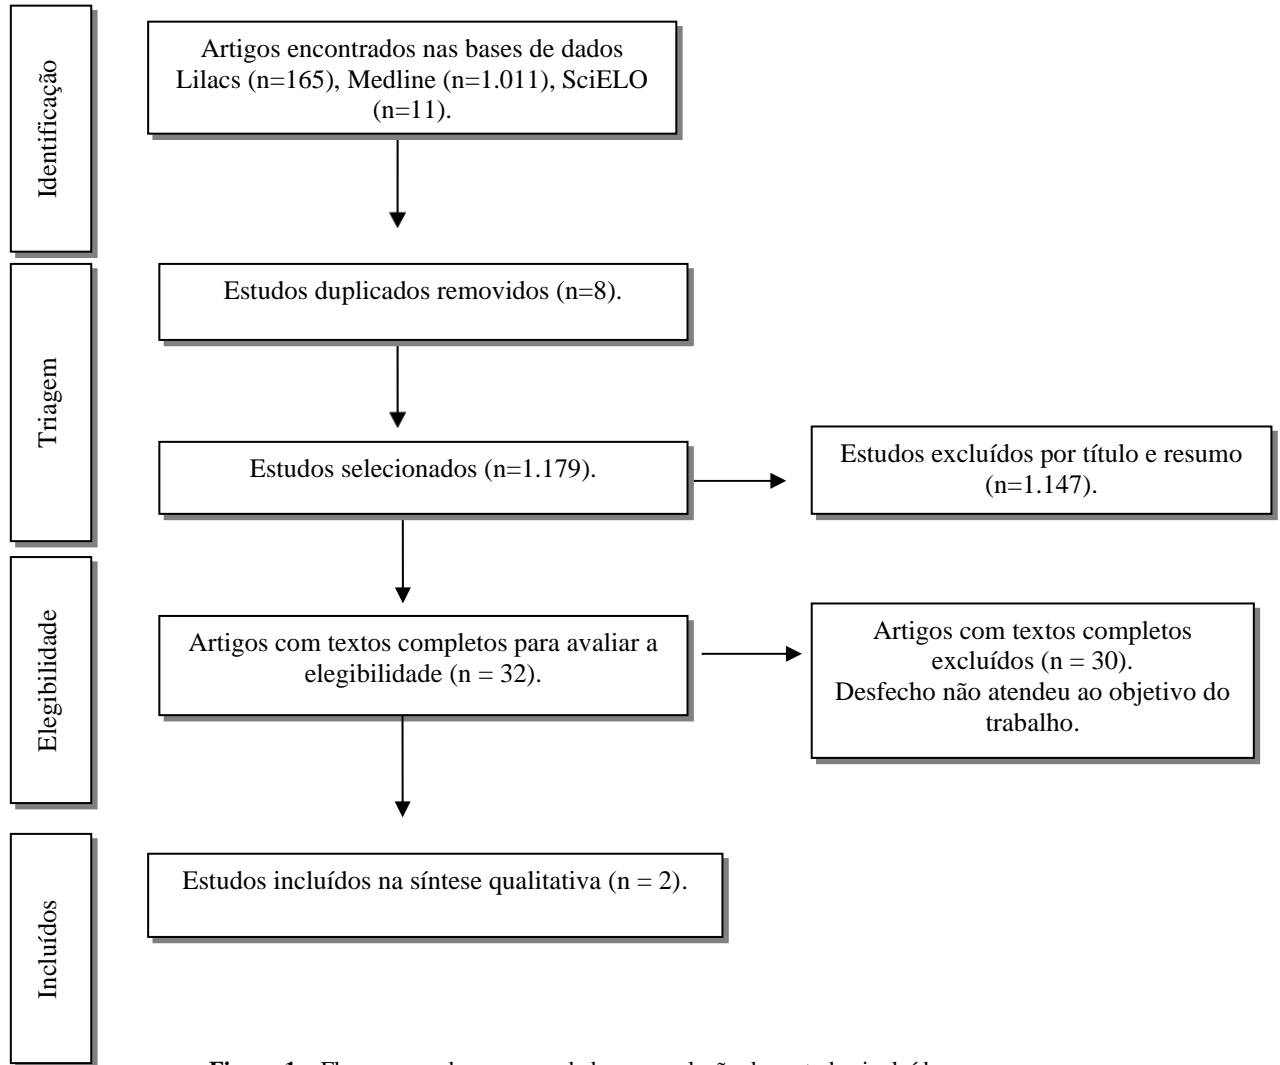 Identificação
Artigos encontrados nas bases de dados
Lilacs (n=165), Medline (n=1.011), SciELO
(n=11).
Triagem
Estudos duplicados removidos (n=8).
Estudos selecionados (n=1.179).
Estudos excluídos por título e resumo
(n=1.147).
Elegibilidade
Artigos com textos completos para avaliar a
elegibilidade (n = 32).
Artigos com textos completos
excluídos (n = 30).
Desfecho não atendeu ao objetivo do
trabalho.
Incluídos
Estudos incluídos na síntese qualitativa (n = 2).